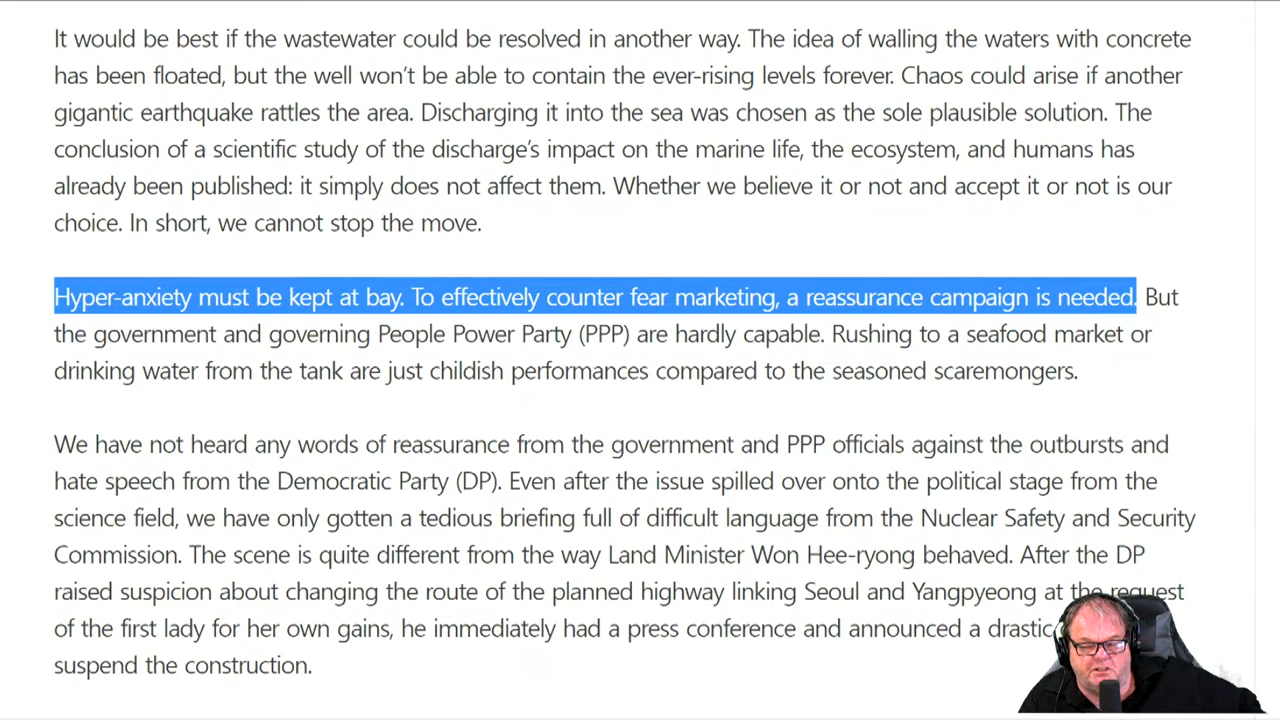 It would be best if the wastewater could be resolved in another way. The idea of walling the waters with concrete
has been floated, but the well won’t be able to contain the ever-rising levels forever. Chaos could arise if another
gigantic earthquake rattles the area. Discharging it into the sea was chosen as the sole plausible solution. The
conclusion of a scientific study of the discharge’s impact on the marine life, the ecosystem, and humans has
already been published: it simply does not affect them. Whether we believe it or not and accept it or not is our
choice. In short, we cannot stop the move.
Hyper-anxiety must be kept at bay. To effectively counter fear marketing, a reassurance campaign is needed. But
the government and governing People Power Party (PPP) are hardly capable. Rushing to a seafood market or
drinking water from the tank are just childish performances compared to the seasoned scaremongers.
We have not heard any words of reassurance from the government and PPP officials against the outbursts and
hate speech from the Democratic Party (DP). Even after the issue spilled over onto the political stage from the
science field, we have only gotten a tedious briefing full of difficult language from the Nuclear Safety and Security
Commission. The scene is quite different from the way Land Minister Won Hee-ryong behaved. After the DP
raised suspicion about changing the route of the planned highway linking Seoul and Yangpyeong at the request
of the first lady for her own gains, he immediately had a press conference and announced a drastic
suspend the construction.